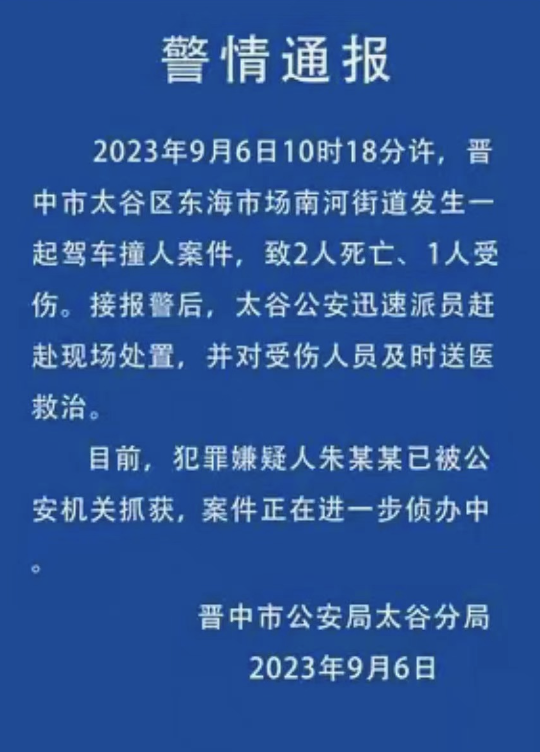 警情通报
2023年9月6日10时18分许，晋
中市太谷区东海市场南河街道发生一
起驾车撞人案件，致2人死亡、1人受
伤。接报警后，太谷公安迅速派员赶
赴现场处置，并对受伤人员及时送医
救治。
目前，犯罪嫌疑人朱某某已被公
安机关抓获，案件正在进一步侦办中
。
晋中市公安局太谷分局
2023年9月6日